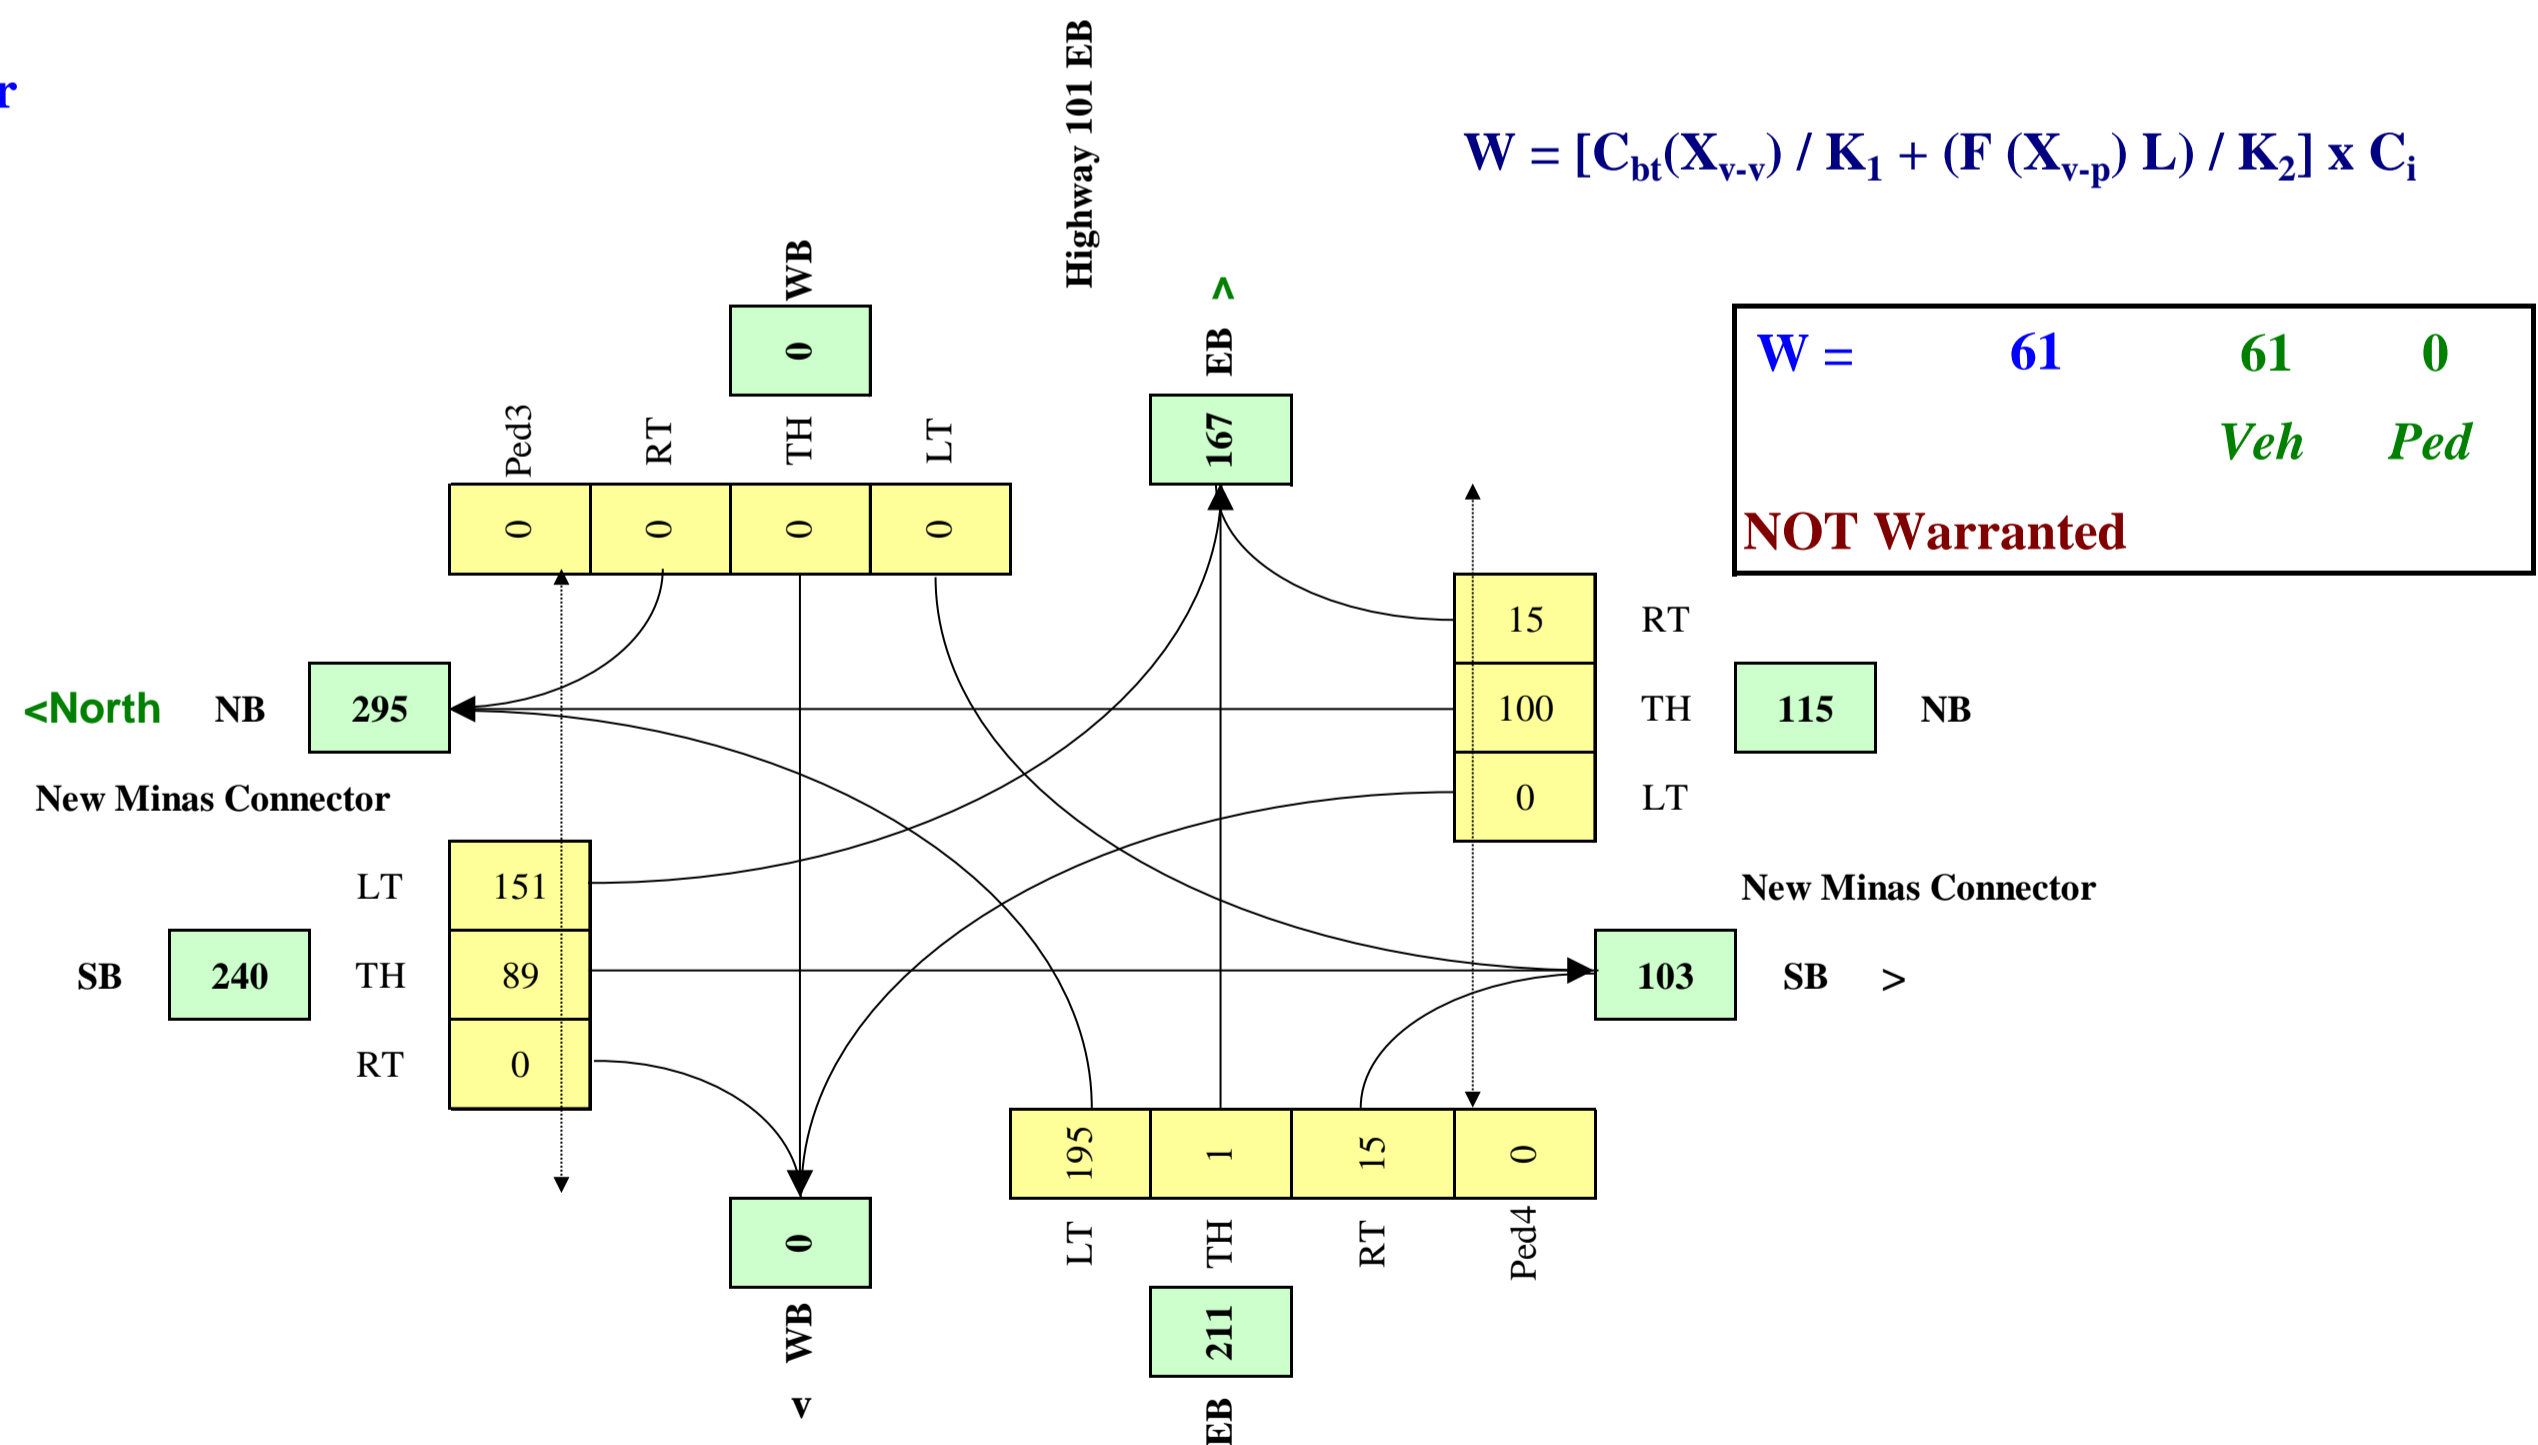 r
Highway 101 EB
W = [Cbt(Xv-v) / K1 + (F (Xv-p) L) / K2] x Ci
WB
0
^
EB
167
W = 61 61 0
Veh Ped
NOT Warranted
Ped3 RT TH LT
0 0 0 0
15 RT
<North NB 295
100 TH 115 NB
New Minas Connector
0 LT
LT 151
New Minas Connector
SB 240 TH 89
103 SB >
RT 0
195 1 15 0
LT TH RT Ped4
0
WB
v
211
EB